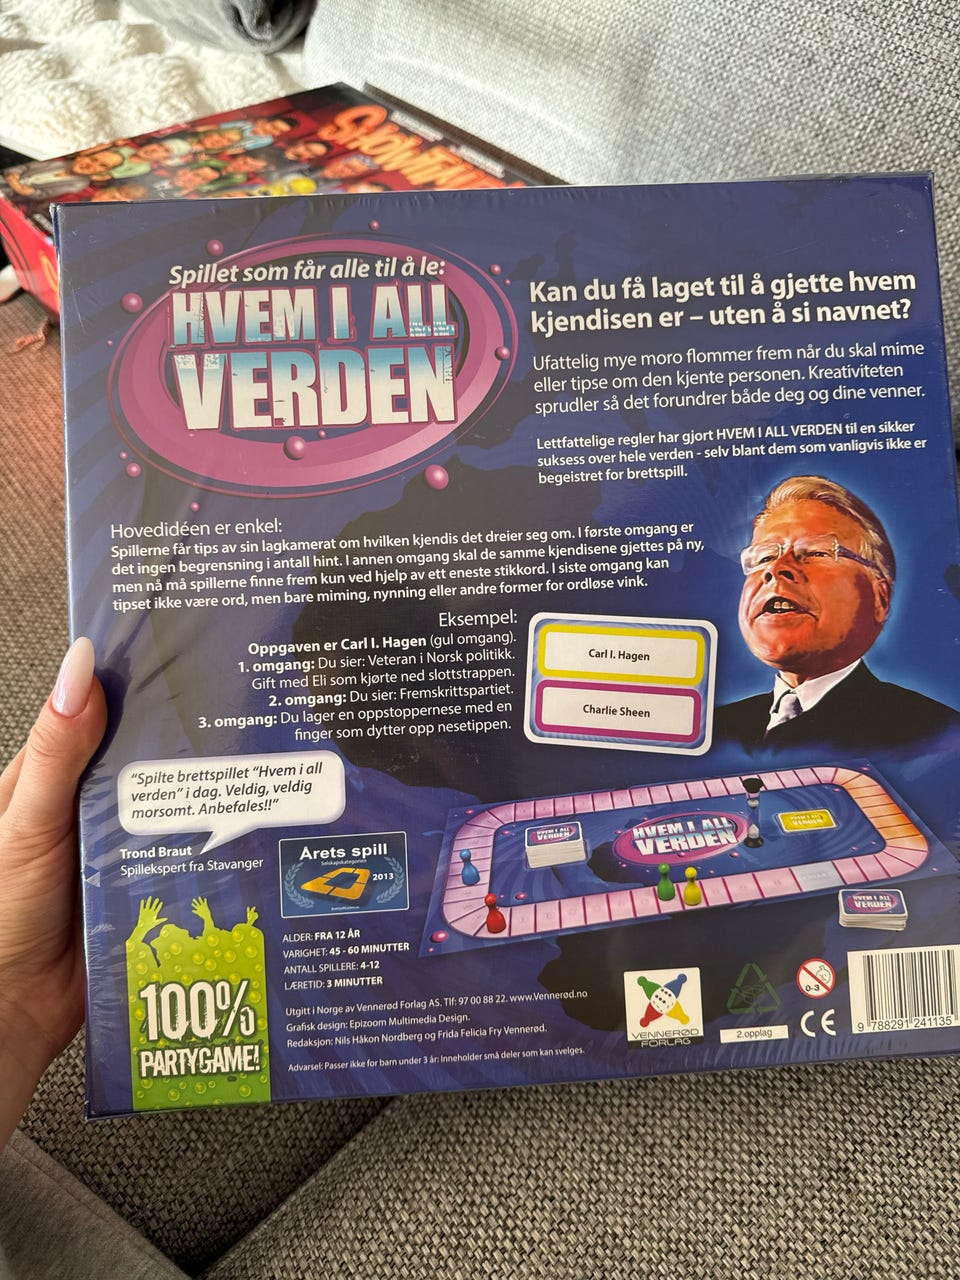 SHOWTIME
Spillet som får alle til å le:
HVEM I ALL
VERDEN
Kan du få laget til å gjette hvem
kjendisen er – uten å si navnet?
Ufattelig mye moro flommer frem når du skal mime
eller tipse om den kjente personen. Kreativiteten
sprudler så det forundrer både deg og dine venner.
Lettfattelige regler har gjort HVEM I ALL VERDEN til en sikker
suksess over hele verden - selv blant dem som vanligvis ikke er
begeistret for brettspill.
Hovedidéen er enkel:
Spillerne får tips av sin lagkamerat om hvilken kjendis det dreier seg om. I første omgang er
det ingen begrensning i antall hint. I annen omgang skal de samme kjendisene gjettes på ny,
men nå må spillerne finne frem kun ved hjelp av ett eneste stikkord. I siste omgang kan
tipset ikke være ord, men bare miming, nynning eller andre former for ordløse vink.
Eksempel:
Oppgaven er Carl I. Hagen (gul omgang).
1. omgang: Du sier: Veteran i Norsk politikk.
Gift med Eli som kjørte ned slottstrappen.
2. omgang: Du sier: Fremskrittspartiet.
3. omgang: Du lager en oppstoppernese med en
finger som dytter opp nesetippen.
Carl I. Hagen
Charlie Sheen
"Spilte brettspillet "Hvem i all
verden" i dag. Veldig, veldig
morsomt. Anbefales!!"
Trond Braut
Spillekspert fra Stavanger
Årets spill
Selskapskategorien
2013
HVEM I ALL
VERDEN
HVEM I ALL
VERDEN
HVEM I ALL
VERDEN
HVEM I ALL
VERDEN
100%
PARTYGAME!
ALDER: FRA 12 ÅR
VARIGHET: 45 - 60 MINUTTER
ANTALL SPILLERE: 4-12
LÆRETID: 3 MINUTTER
Utgitt i Norge av Vennerød Forlag AS. Tlf: 97 00 88 22. www.Vennerød.no
Grafisk design: Epizoom Multimedia Design.
Redaksjon: Nils Håkon Nordberg og Frida Felicia Fry Vennerød.
Advarsel: Passer ikke for barn under 3 år: Inneholder små deler som kan svelges.
VENNERØD
FORLAG
2.opplag
0-3
CE
9 788291 241135